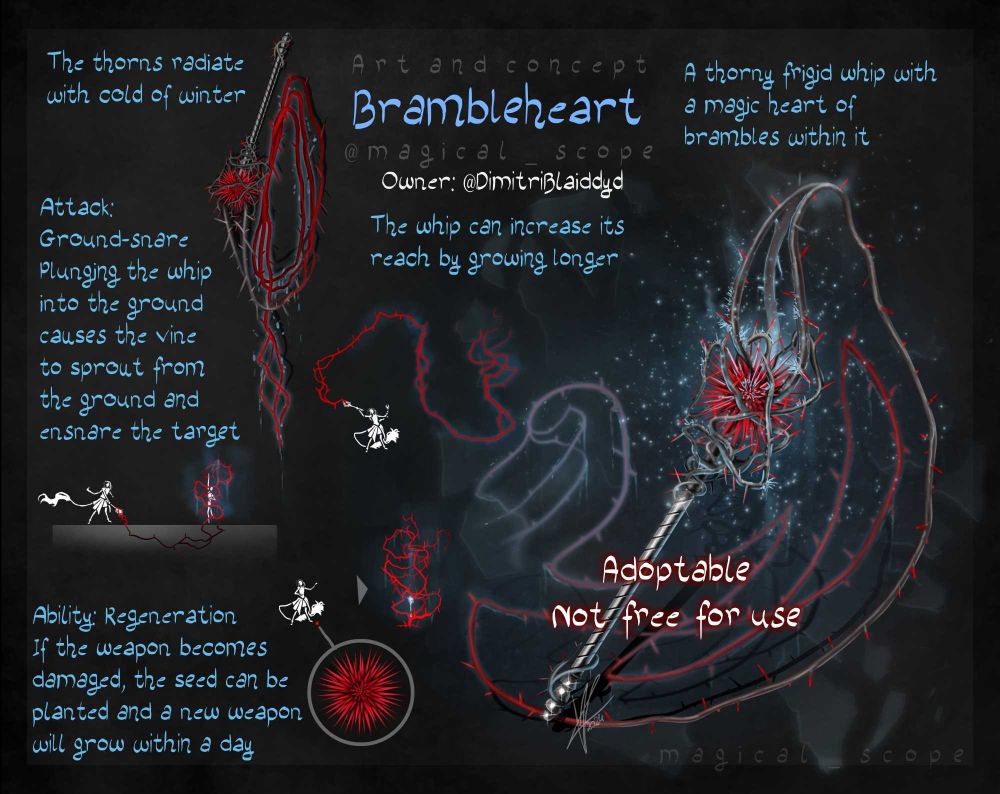 The thorns radiate
with cold of winter
Art and concept
Brambleheart
@magical_scope
Owner: @DimitriBlaiddyd
A thorny frigid whip with
a magic heart of
brambles within it
The whip can increase its
reach by growing longer
Attack:
Ground-snare
Plunging the whip
into the ground
causes the vine
to sprout from
the ground and
ensnare the target
Adoptable
Not free for use
Ability: Regeneration
If the weapon becomes
damaged, the seed can be
planted and a new weapon
will grow within a day
magical_scope